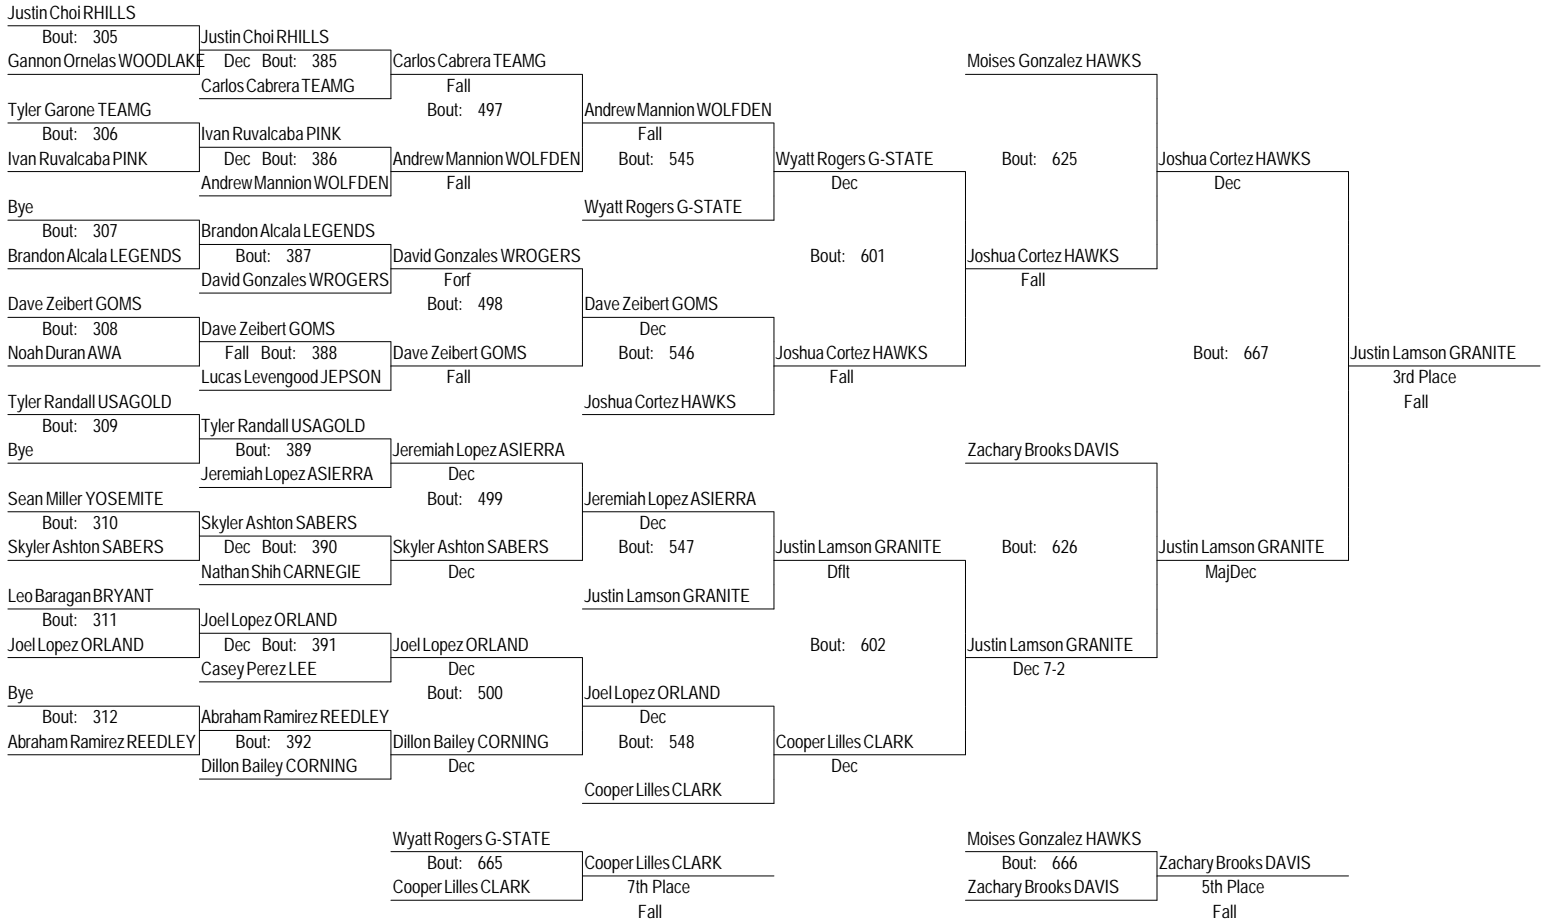 Justin Choi RHILLS
Bout: 305
Justin Choi RHILLS
Gannon Ornelas WOODLAKE
Dec Bout: 385
Carlos Cabrera TEAMG
Moises Gonzalez HAWKS
Carlos Cabrera TEAMG
Fall
Tyler Garone TEAMG
Bout: 497
Andrew Mannion WOLFDEN
Bout: 306
Ivan Ruvalcaba PINK
Fall
Ivan Ruvalcaba PINK
Dec Bout: 386
Andrew Mannion WOLFDEN
Bout: 545
Wyatt Rogers G-STATE
Bout: 625
Joshua Cortez HAWKS
Andrew Mannion WOLFDEN
Fall
Dec
Dec
Bye
Wyatt Rogers G-STATE
Bout: 307
Brandon Alcala LEGENDS
Brandon Alcala LEGENDS
Bout: 387
David Gonzales WROGERS
Bout: 601
Joshua Cortez HAWKS
David Gonzales WROGERS
Forf
Fall
Dave Zeibert GOMS
Bout: 498
Dave Zeibert GOMS
Bout: 308
Dave Zeibert GOMS
Dec
Noah Duran AWA
Fall Bout: 388
Dave Zeibert GOMS
Bout: 546
Joshua Cortez HAWKS
Bout: 667
Justin Lamson GRANITE
Lucas Levengood JEPSON
Fall
Fall
3rd Place
Tyler Randall USAGOLD
Joshua Cortez HAWKS
Fall
Bout: 309
Tyler Randall USAGOLD
Bye
Bout: 389
Jeremiah Lopez ASIERRA
Zachary Brooks DAVIS
Jeremiah Lopez ASIERRA
Dec
Sean Miller YOSEMITE
Bout: 499
Jeremiah Lopez ASIERRA
Bout: 310
Skyler Ashton SABERS
Dec
Skyler Ashton SABERS
Dec Bout: 390
Skyler Ashton SABERS
Bout: 547
Justin Lamson GRANITE
Bout: 626
Justin Lamson GRANITE
Nathan Shih CARNEGIE
Dec
Dflt
MajDec
Leo Baragan BRYANT
Justin Lamson GRANITE
Bout: 311
Joel Lopez ORLAND
Joel Lopez ORLAND
Dec Bout: 391
Joel Lopez ORLAND
Bout: 602
Justin Lamson GRANITE
Casey Perez LEE
Dec
Dec 7-2
Bye
Bout: 500
Joel Lopez ORLAND
Bout: 312
Abraham Ramirez REEDLEY
Dec
Abraham Ramirez REEDLEY
Bout: 392
Dillon Bailey CORNING
Bout: 548
Cooper Lilles CLARK
Dillon Bailey CORNING
Dec
Dec
Cooper Lilles CLARK
Wyatt Rogers G-STATE
Moises Gonzalez HAWKS
Bout: 665
Cooper Lilles CLARK
Bout: 666
Zachary Brooks DAVIS
Cooper Lilles CLARK
7th Place
Zachary Brooks DAVIS
5th Place
Fall
Fall